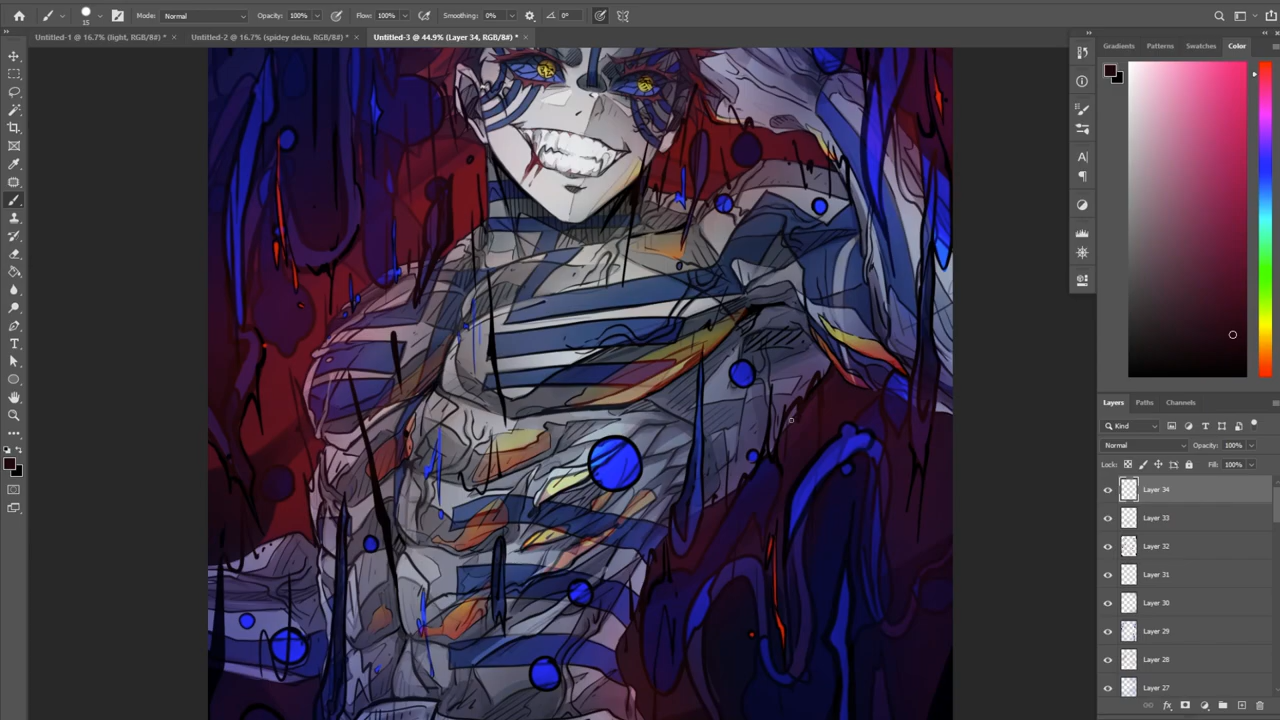 Mode: Normal Opacity: 100% Flow: 100% Smoothing: 0% 0°
15
Untitled-1 @ 16.7% (light, RGB/8#) * × Untitled-2 @ 16.7% (spidey deku, RGB/8#) * × Untitled-3 @ 44.9% (Layer 34, RGB/8#) * ×
Gradients Patterns Swatches Color
Layers Paths Channels
Kind
Normal Opacity: 100%
Lock: Fill: 100%
Layer 34
Layer 33
Layer 32
Layer 31
Layer 30
Layer 29
Layer 28
Layer 27